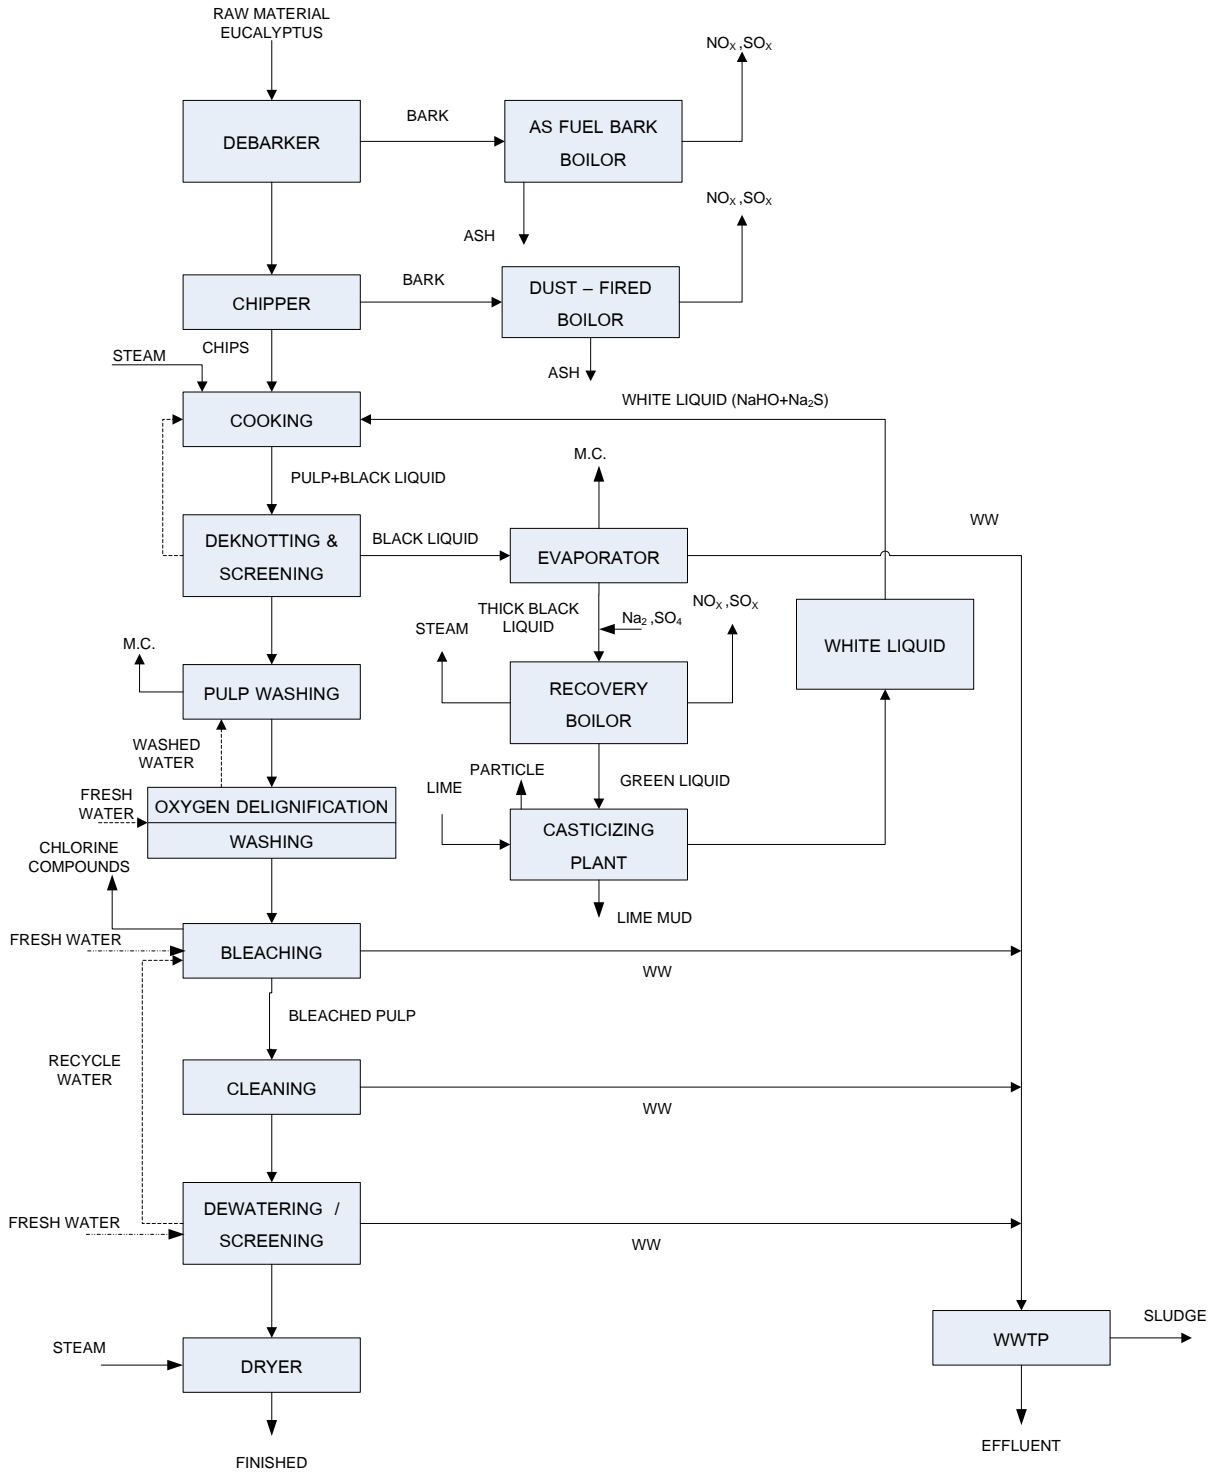 RAW MATERIAL
EUCALYPTUS
NOX ,SOX
BARK
DEBARKER
AS FUEL BARK
BOILOR
NOX ,SOX
ASH
BARK
CHIPPER
DUST – FIRED
BOILOR
CHIPS
STEAM
ASH
WHITE LIQUID (NaHO+Na2S)
COOKING
M.C.
PULP+BLACK LIQUID
WW
BLACK LIQUID
DEKNOTTING &
SCREENING
EVAPORATOR
THICK BLACK
LIQUID
Na2 ,SO4
NOX ,SOX
STEAM
M.C.
WHITE LIQUID
PULP WASHING
RECOVERY
BOILOR
WASHED
WATER
PARTICLE
GREEN LIQUID
LIME
FRESH
WATER
OXYGEN DELIGNIFICATION
WASHING
CASTICIZING
PLANT
CHLORINE
COMPOUNDS
LIME MUD
FRESH WATER
BLEACHING
WW
BLEACHED PULP
RECYCLE
WATER
CLEANING
WW
DEWATERING /
SCREENING
FRESH WATER
WW
SLUDGE
WWTP
STEAM
DRYER
EFFLUENT
FINISHED